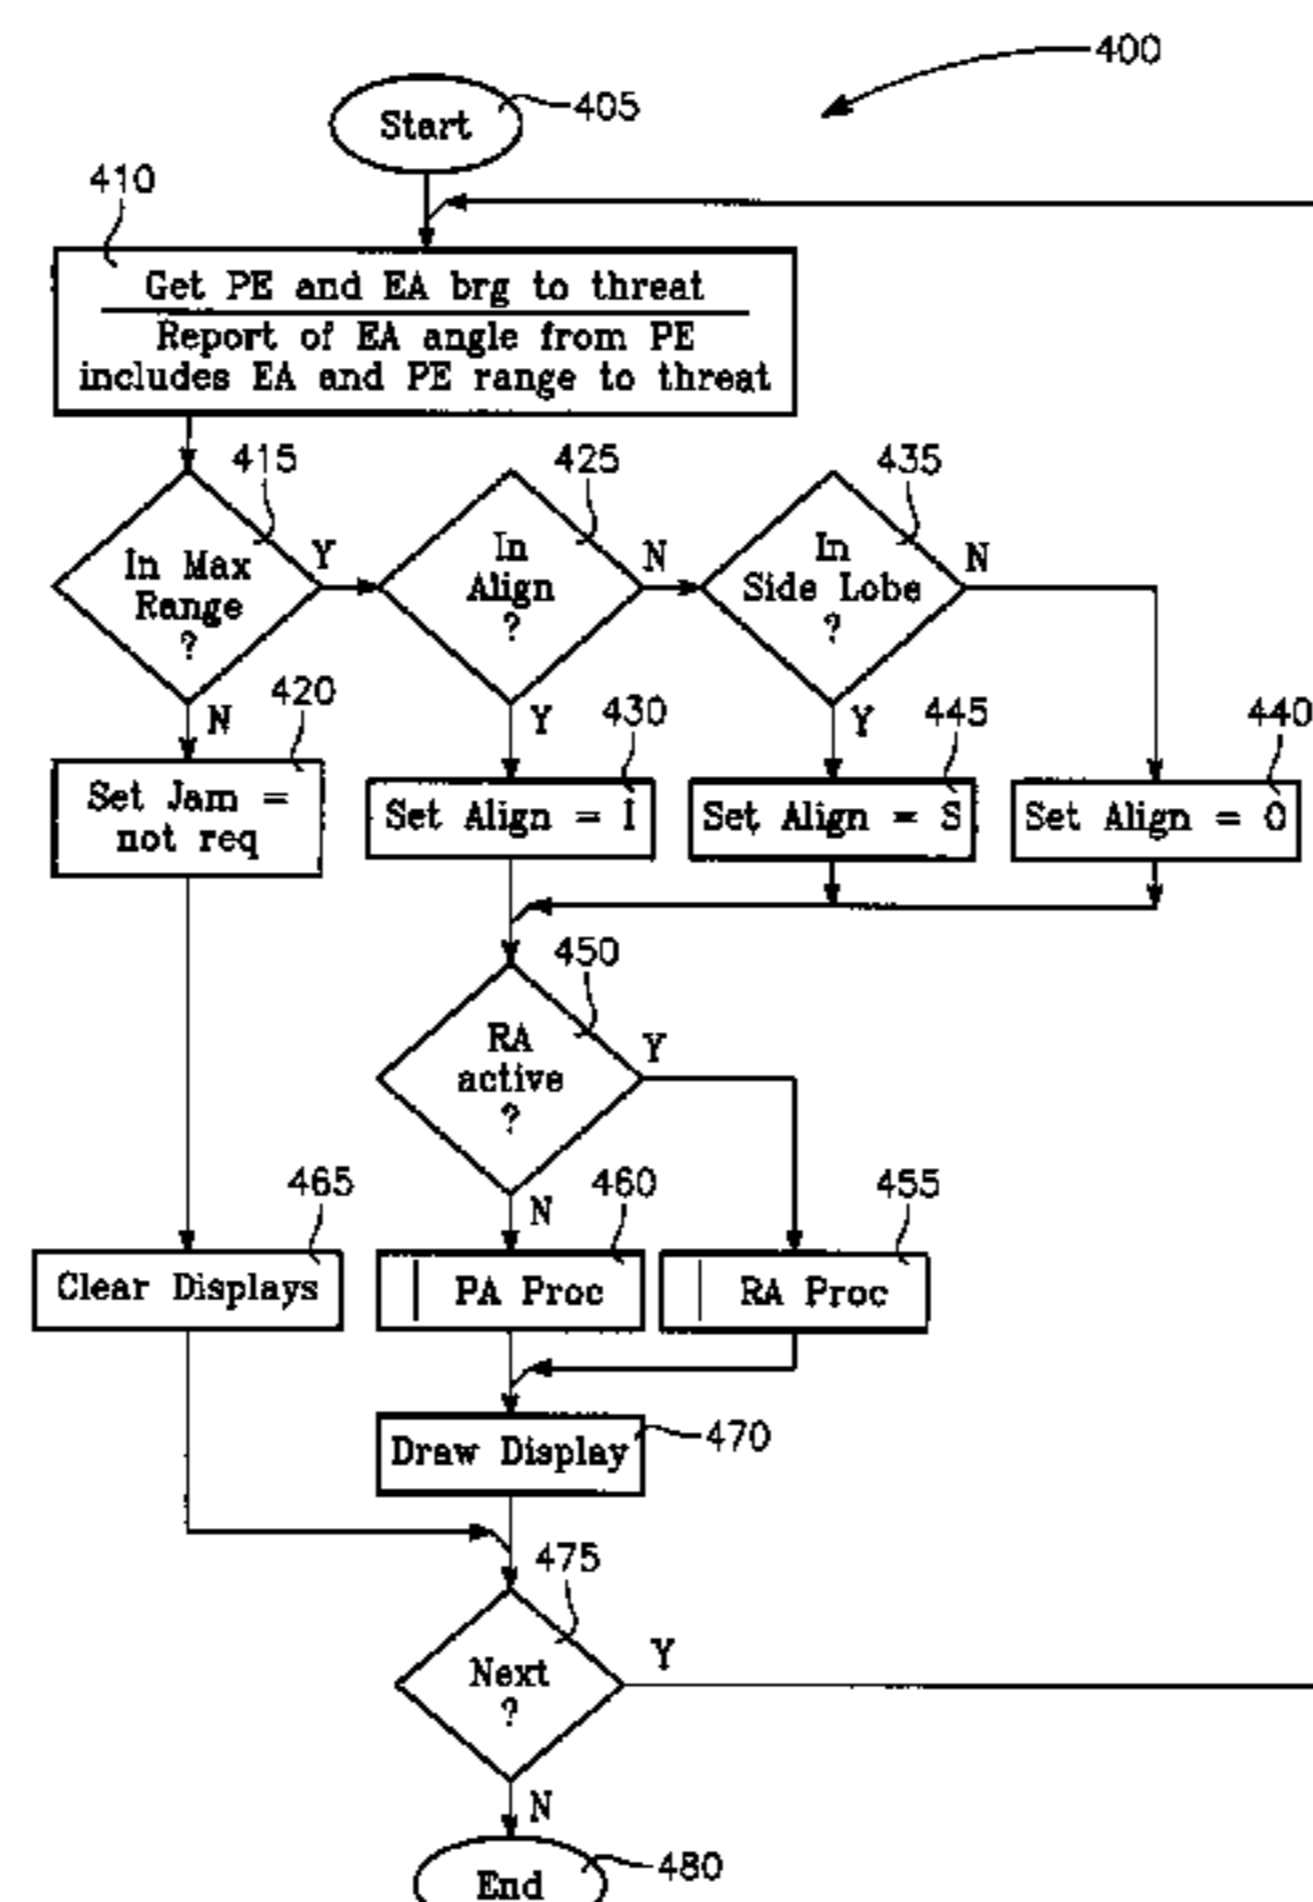 400
Start
405
410
Get PE and EA brg to threat
Report of EA angle from PE
includes EA and PE range to threat
415
425
435
In Max
Range
?
Y
N
In
Align
?
N
Y
In
Side Lobe
?
N
Y
420
430
445
440
Set Jam =
not req
Set Align = I
Set Align = S
Set Align = O
450
RA
active
?
Y
N
465
460
455
Clear Displays
PA Proc
RA Proc
Draw Display
470
475
Next
?
Y
N
End
480